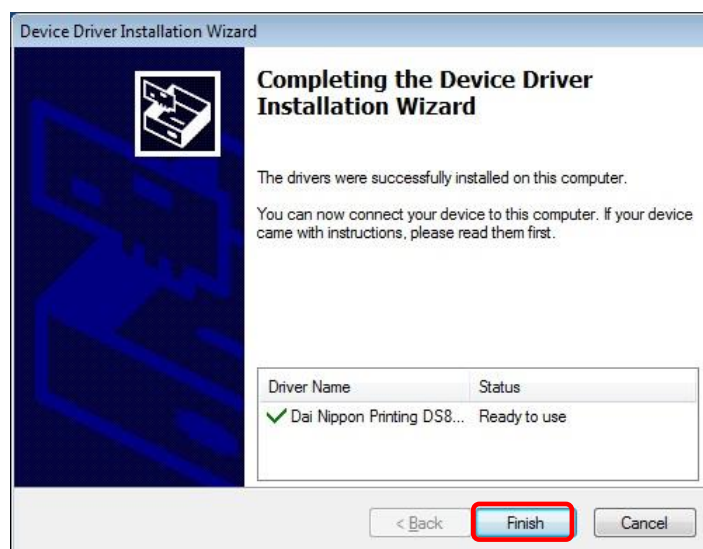 Device Driver Installation Wizard
Completing the Device Driver
Installation Wizard
The drivers were successfully installed on this computer.
You can now connect your device to this computer. If your device
came with instructions, please read them first.
Driver Name Status
Dai Nippon Printing DS8... Ready to use
< Back Finish Cancel